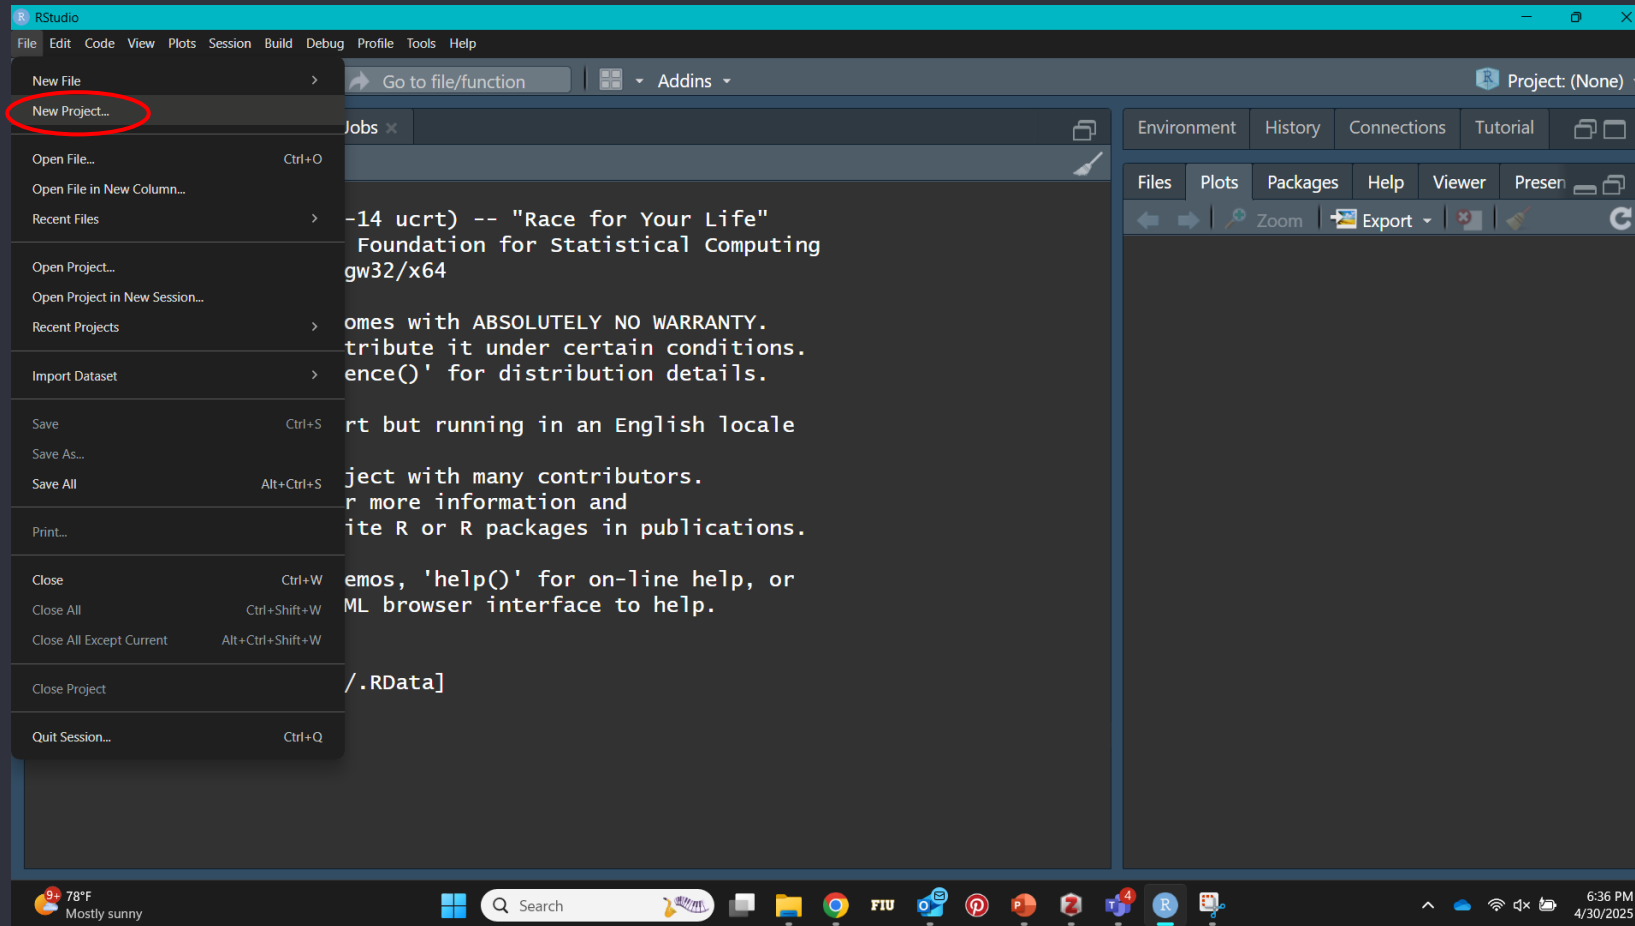 RStudio
File Edit Code View Plots Session Build Debug Profile Tools Help
Go to file/function Addins Project: (None)
New File
New Project...
Open File... Ctrl+O
Open File in New Column...
Recent Files
Open Project...
Open Project in New Session...
Recent Projects
Import Dataset
Save Ctrl+S
Save As...
Save All Alt+Ctrl+S
Print...
Close Ctrl+W
Close All Ctrl+Shift+W
Close All Except Current Alt+Ctrl+Shift+W
Close Project
Quit Session... Ctrl+Q
Jobs
-14 ucrt) -- "Race for Your Life"
Foundation for Statistical Computing
gw32/x64
omes with ABSOLUTELY NO WARRANTY.
tribute it under certain conditions.
ence()' for distribution details.
rt but running in an English locale
ject with many contributors.
r more information and
ite R or R packages in publications.
emos, 'help()' for on-line help, or
ML browser interface to help.
/.RData]
Environment History Connections Tutorial
Files Plots Packages Help Viewer Presen
Zoom Export
9+ 78°F
Mostly sunny
Search
FIU
4
6:36 PM
4/30/2025